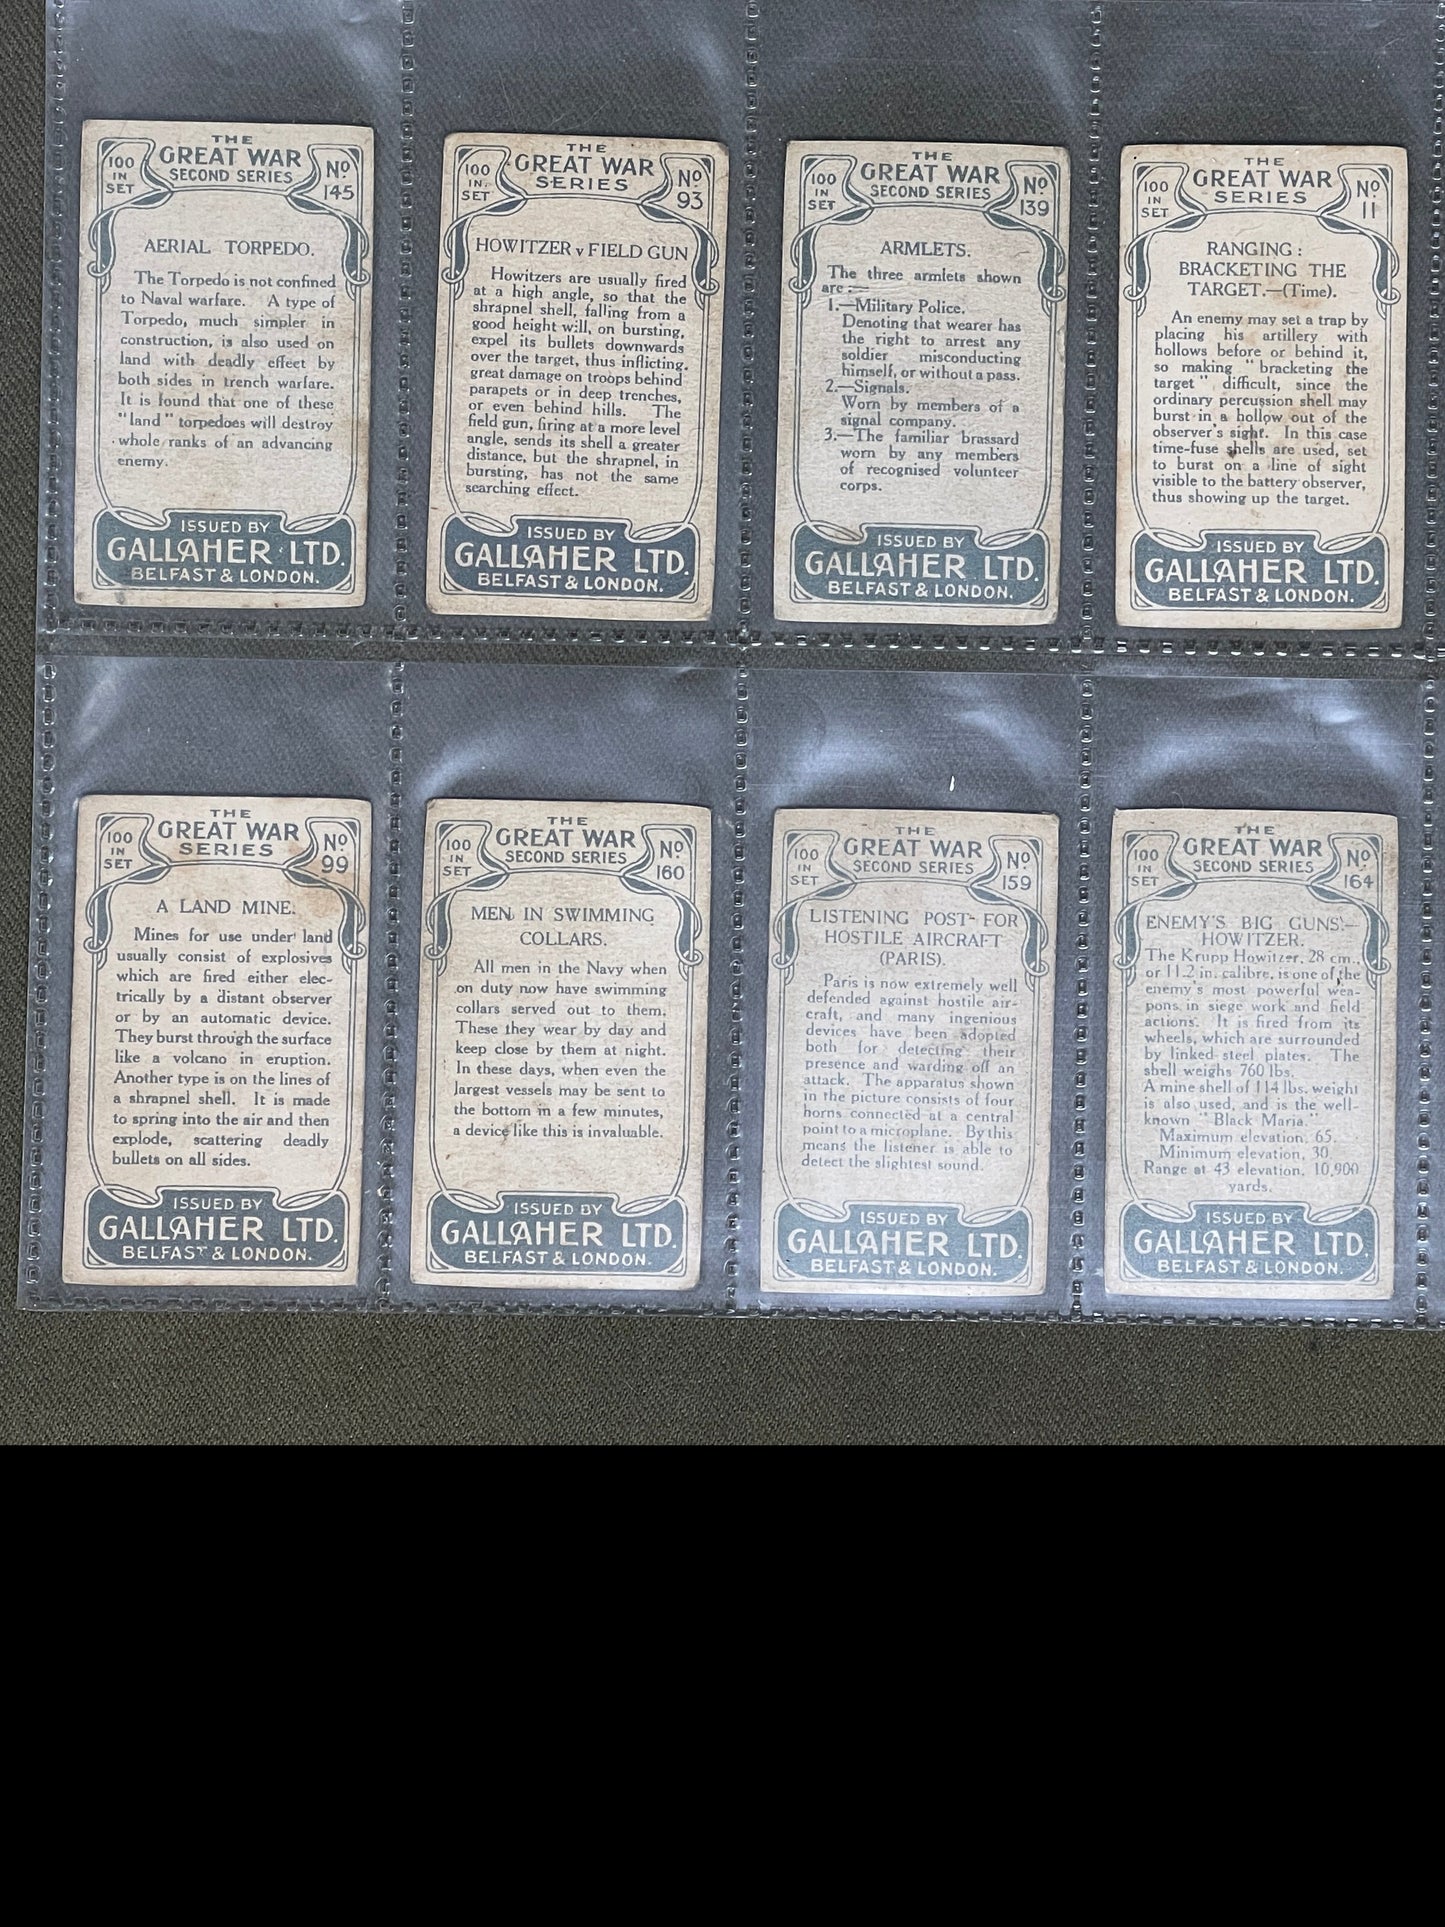 THE
GREAT WAR
SECOND SERIES
100
IN
SET
No.
145
AERIAL TORPEDO.
The Torpedo is not confined
to Naval warfare. A type of
Torpedo, much simpler in
construction, is also used on
land with deadly effect by
both sides in trench warfare.
It is found that one of these
"land" torpedoes will destroy
whole ranks of an advancing
enemy.
ISSUED BY
GALLAHER LTD.
BELFAST & LONDON.
THE
GREAT WAR
SERIES
100
IN
SET
No.
93
HOWITZER v FIELD GUN
Howitzers are usually fired
at a high angle, so that the
shrapnel shell, falling from a
good height will, on bursting,
expel its bullets downwards
over the target, thus inflicting
great damage on troops behind
parapets or in deep trenches,
or even behind hills. The
field gun, firing at a more level
angle, sends its shell a greater
distance, but the shrapnel, in
bursting, has not the same
searching effect.
ISSUED BY
GALLAHER LTD.
BELFAST & LONDON.
THE
GREAT WAR
SECOND SERIES
100
IN
SET
No.
139
ARMLETS.
The three armlets shown
are :—
1.—Military Police.
Denoting that wearer has
the right to arrest any
soldier misconducting
himself, or without a pass.
2.—Signals.
Worn by members of a
signal company.
3.—The familiar brassard
worn by any members
of recognised volunteer
corps.
ISSUED BY
GALLAHER LTD.
BELFAST & LONDON.
THE
GREAT WAR
SERIES
100
IN
SET
No.
11
RANGING:
BRACKETING THE
TARGET.—(Time).
An enemy may set a trap by
placing his artillery with
hollows before or behind it,
so making "bracketing the
target" difficult, since the
ordinary percussion shell may
burst in a hollow out of the
observer's sight. In this case
time-fuse shells are used, set
to burst on a line of sight
visible to the battery observer,
thus showing up the target.
ISSUED BY
GALLAHER LTD.
BELFAST & LONDON.
THE
GREAT WAR
SERIES
100
IN
SET
No.
99
A LAND MINE.
Mines for use under land
usually consist of explosives
which are fired either elec-
trically by a distant observer
or by an automatic device.
They burst through the surface
like a volcano in eruption.
Another type is on the lines of
a shrapnel shell. It is made
to spring into the air and then
explode, scattering deadly
bullets on all sides.
ISSUED BY
GALLAHER LTD.
BELFAST & LONDON.
THE
GREAT WAR
SECOND SERIES
100
IN
SET
No.
160
MEN IN SWIMMING
COLLARS.
All men in the Navy when
on duty now have swimming
collars served out to them.
These they wear by day and
keep close by them at night.
In these days, when even the
largest vessels may be sent to
the bottom in a few minutes,
a device like this is invaluable.
ISSUED BY
GALLAHER LTD.
BELFAST & LONDON.
THE
GREAT WAR
SECOND SERIES
100
IN
SET
No.
159
LISTENING POST FOR
HOSTILE AIRCRAFT
(PARIS).
Paris is now extremely well
defended against hostile air-
craft, and many ingenious
devices have been adopted
both for detecting their
presence and warding off an
attack. The apparatus shown
in the picture consists of four
horns connected at a central
point to a microplane. By this
means the listener is able to
detect the slightest sound.
ISSUED BY
GALLAHER LTD.
BELFAST & LONDON.
THE
GREAT WAR
SECOND SERIES
100
IN
SET
No.
164
ENEMY'S BIG GUNS.—
HOWITZER.
The Krupp Howitzer, 28 cm.,
or 11.2 in. calibre, is one of the
enemy's most powerful wea-
pons in siege work and field
actions. It is fired from its
wheels, which are surrounded
by linked steel plates. The
shell weighs 760 lbs.
A mine shell of 114 lbs. weight
is also used, and is the well-
known "Black Maria."
Maximum elevation, 65.
Minimum elevation, 30.
Range at 43 elevation, 10,900
yards.
ISSUED BY
GALLAHER LTD.
BELFAST & LONDON.